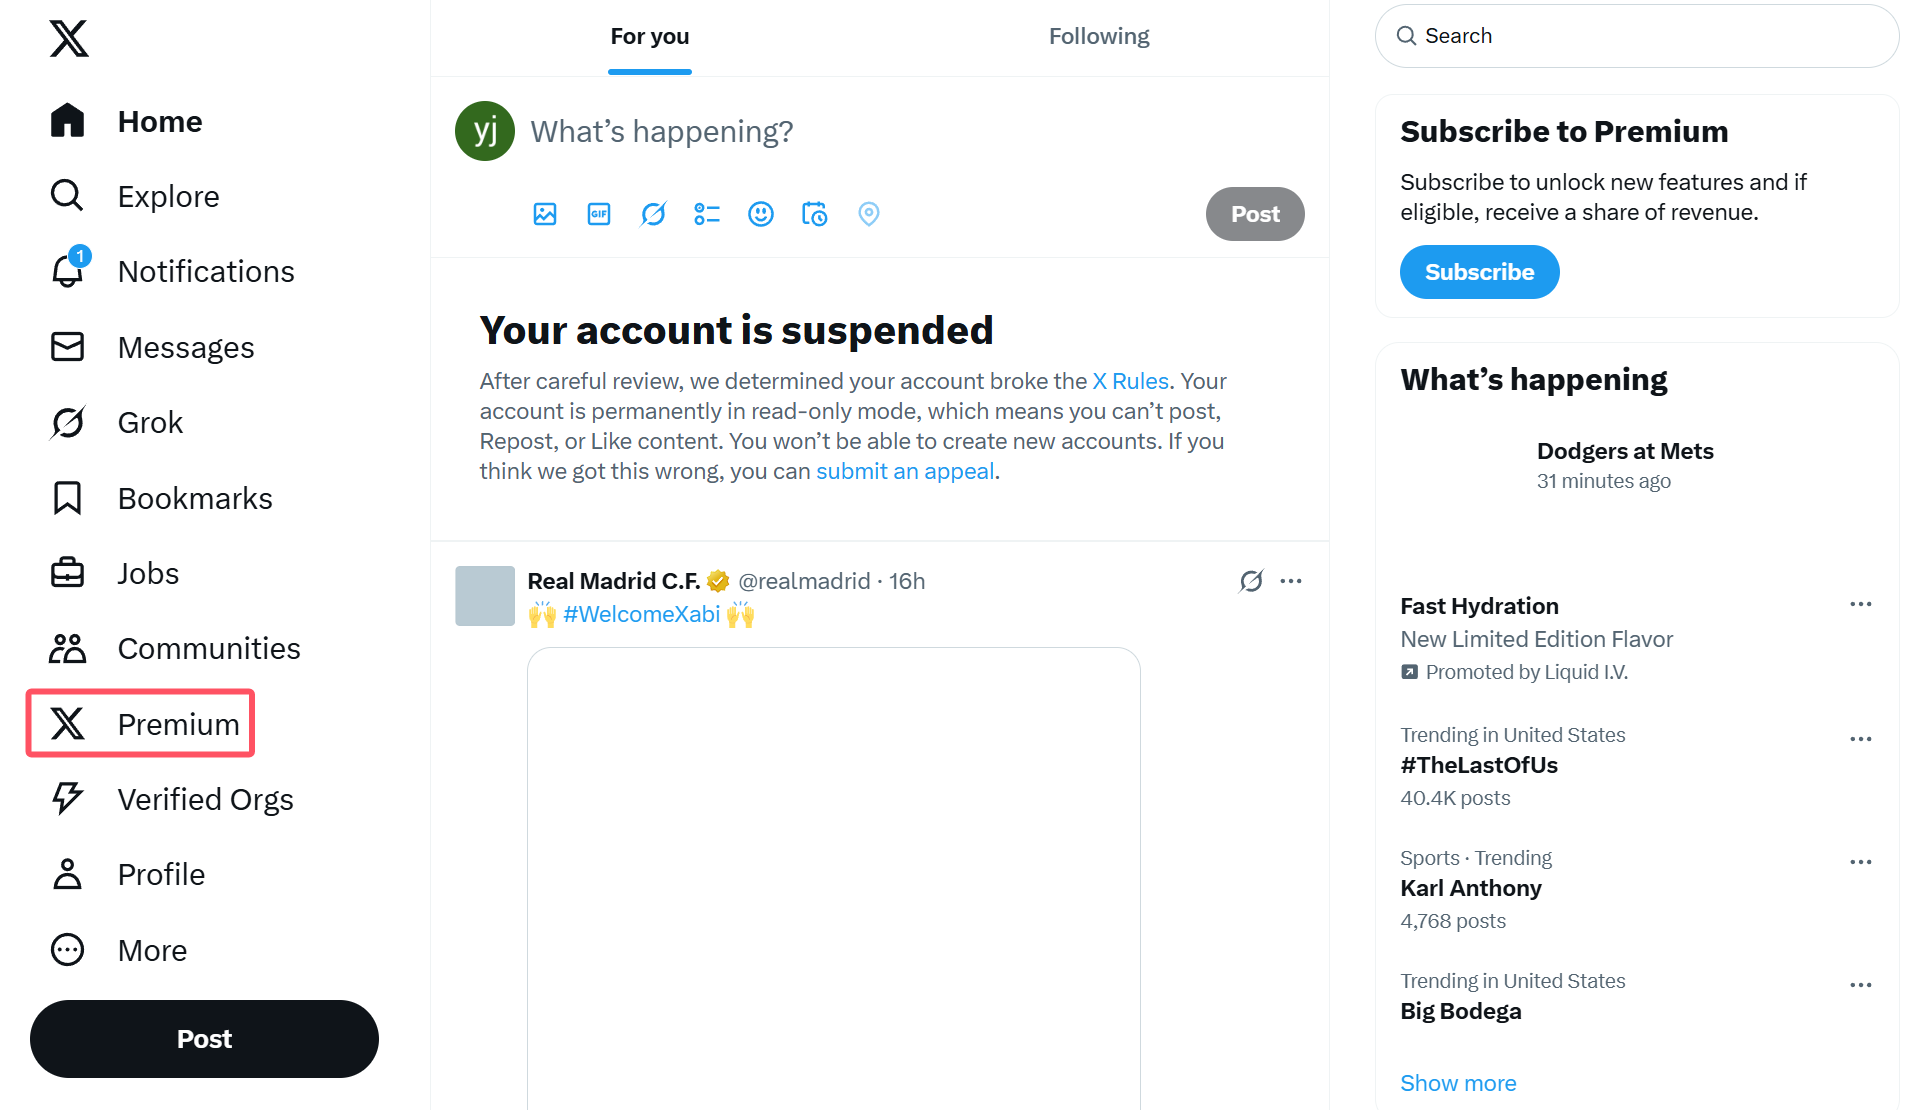 Home
Explore
1
Notifications
Messages
Grok
Bookmarks
Jobs
Communities
Premium
Verified Orgs
Profile
More
Post
For you
Following
yj
What's happening?
GIF
Post
Your account is suspended
After careful review, we determined your account broke the X Rules. Your
account is permanently in read-only mode, which means you can't post,
Repost, or Like content. You won't be able to create new accounts. If you
think we got this wrong, you can submit an appeal.
Real Madrid C.F. @realmadrid · 16h
🙌 #WelcomeXabi 🙌
Search
Subscribe to Premium
Subscribe to unlock new features and if
eligible, receive a share of revenue.
Subscribe
What's happening
Dodgers at Mets
31 minutes ago
Fast Hydration
New Limited Edition Flavor
Promoted by Liquid I.V.
Trending in United States
#TheLastOfUs
40.4K posts
Sports · Trending
Karl Anthony
4,768 posts
Trending in United States
Big Bodega
Show more